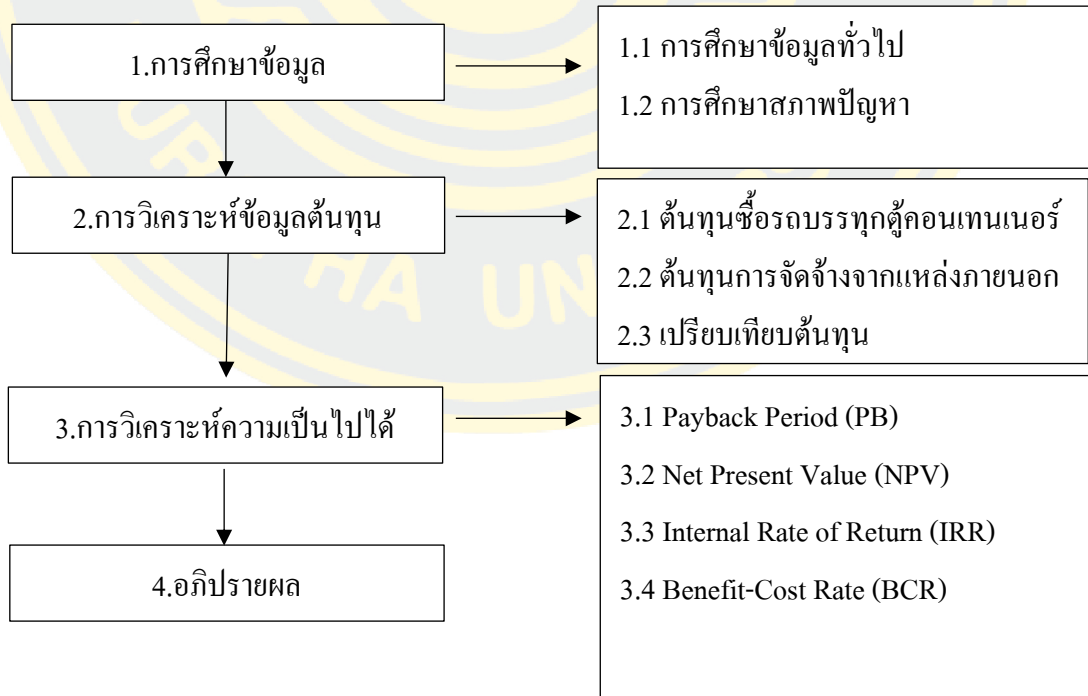 1.การศึกษาข้อมูล
1.1 การศึกษาข้อมูลทั่วไป
1.2 การศึกษาสภาพปัญหา
2.การวิเคราะห์ข้อมูลต้นทุน
2.1 ต้นทุนซื้อรถบรรทุกตู้คอนเทนเนอร์
2.2 ต้นทุนการจัดจ้างจากแหล่งภายนอก
2.3 เปรียบเทียบต้นทุน
3.การวิเคราะห์ความเป็นไปได้
3.1 Payback Period (PB)
3.2 Net Present Value (NPV)
3.3 Internal Rate of Return (IRR)
3.4 Benefit-Cost Rate (BCR)
4.อภิปรายผล
HA UN